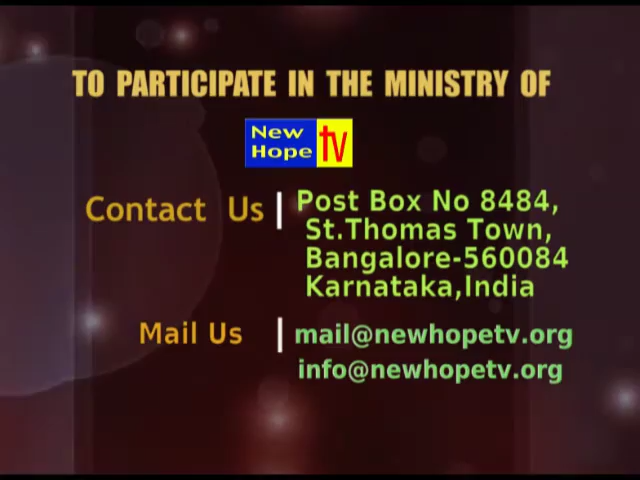 TO PARTICIPATE IN THE MINISTRY OF
New
Hope tv
Contact Us | Post Box No 8484,
St.Thomas Town,
Bangalore-560084
Karnataka,India
Mail Us | mail@newhopetv.org
info@newhopetv.org